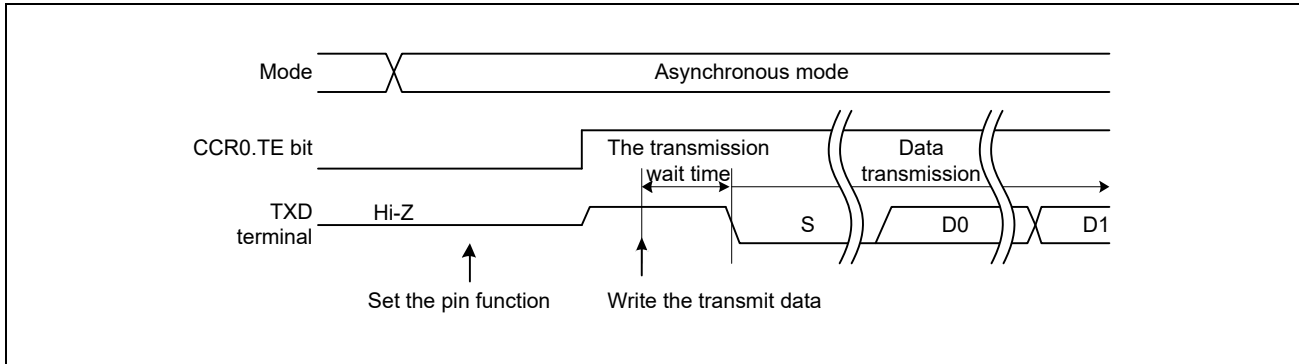 Mode
Asynchronous mode
CCR0.TE bit
The transmission
wait time
Data
transmission
TXD
terminal
Hi-Z
S
D0
D1
Set the pin function
Write the transmit data